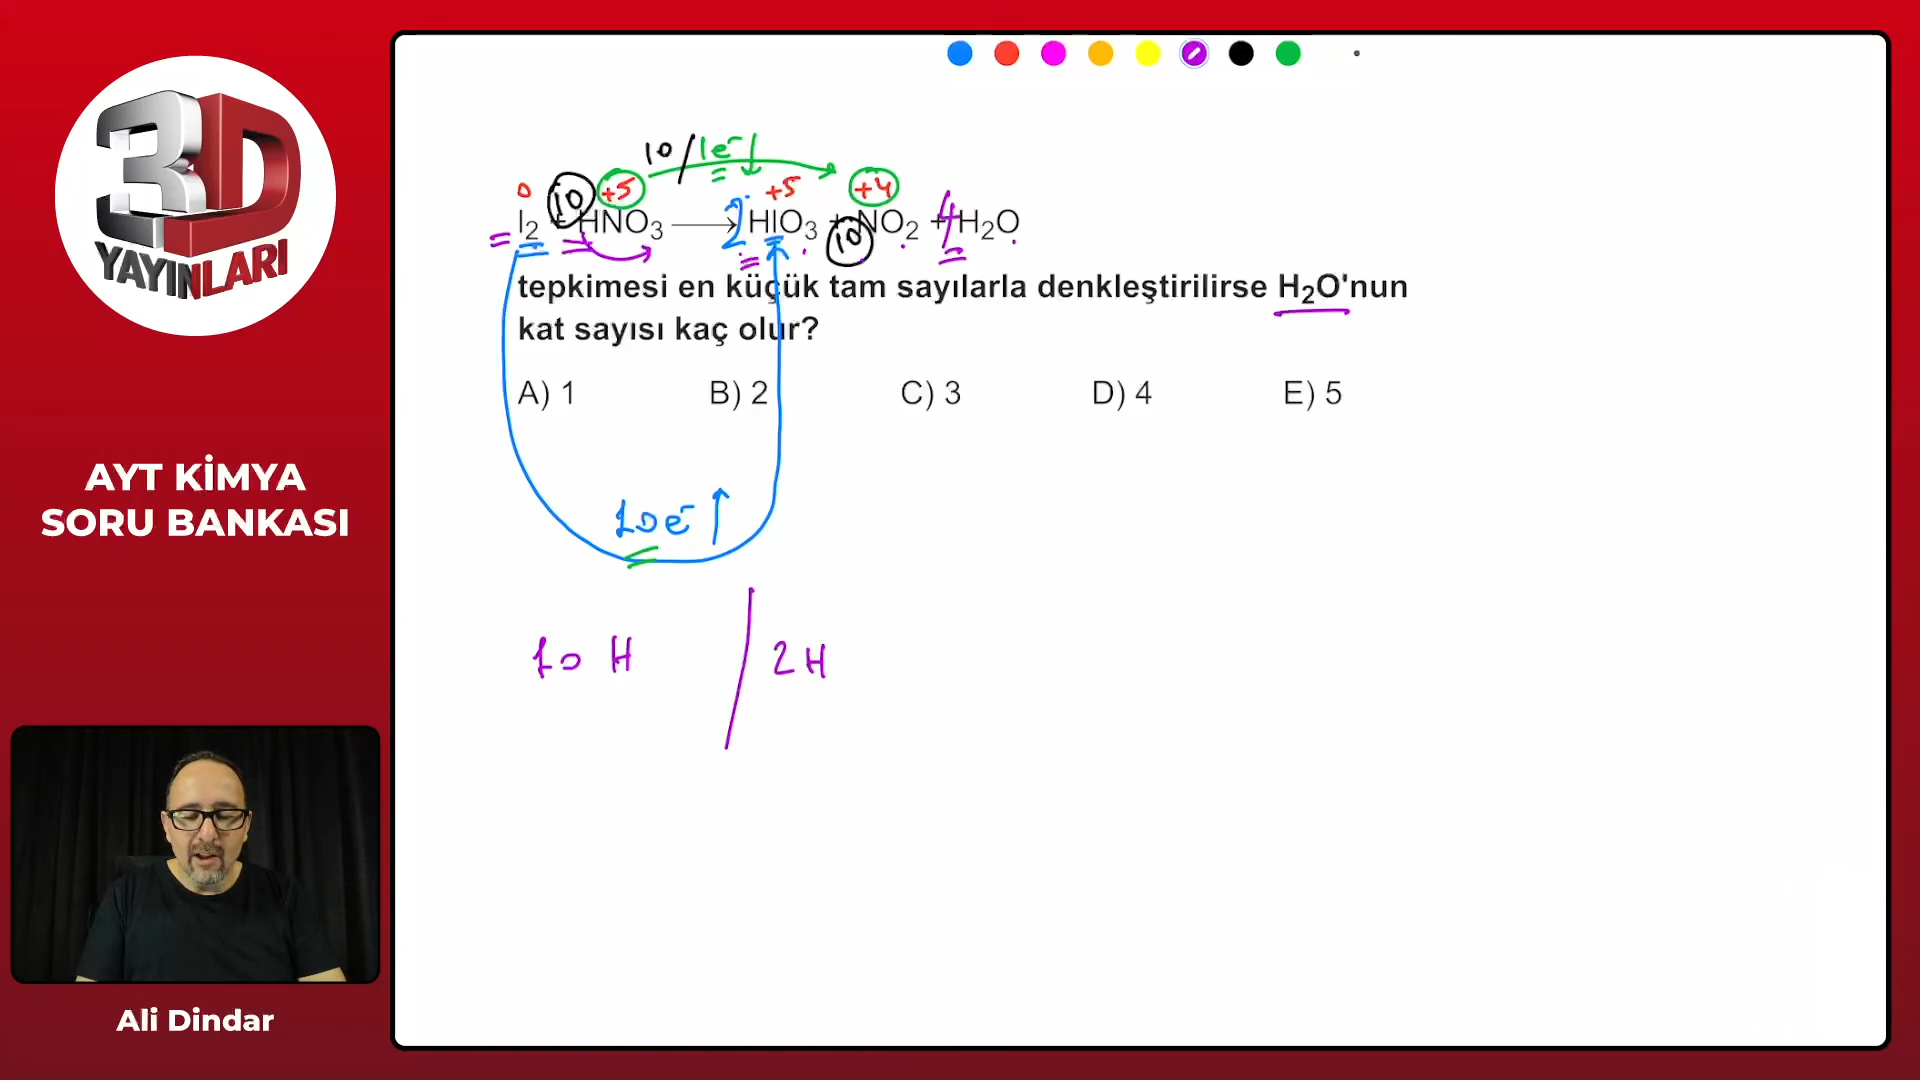 3D
YAYINLARI
AYT KİMYA
SORU BANKASI
Ali Dindar
10 / 1e⁻ ↓
0 10 +5 +5 +4
I₂ + HNO₃ ⟶ 2 HIO₃ + 10 NO₂ + 4 H₂O
tepkimesi en küçük tam sayılarla denkleştirilirse H₂O'nun
kat sayısı kaç olur?
A) 1 B) 2 C) 3 D) 4 E) 5
10e⁻ ↑
10 H / 2H